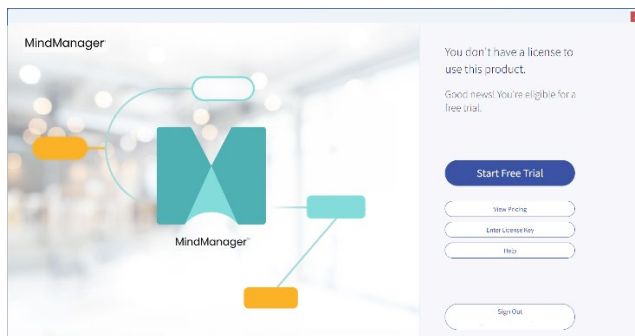 MindManager
You don't have a license to
use this product.
Good news! You're eligible for a
free trial.
Start Free Trial
View Pricing
Enter License Key
Help
MindManager™
Sign Out